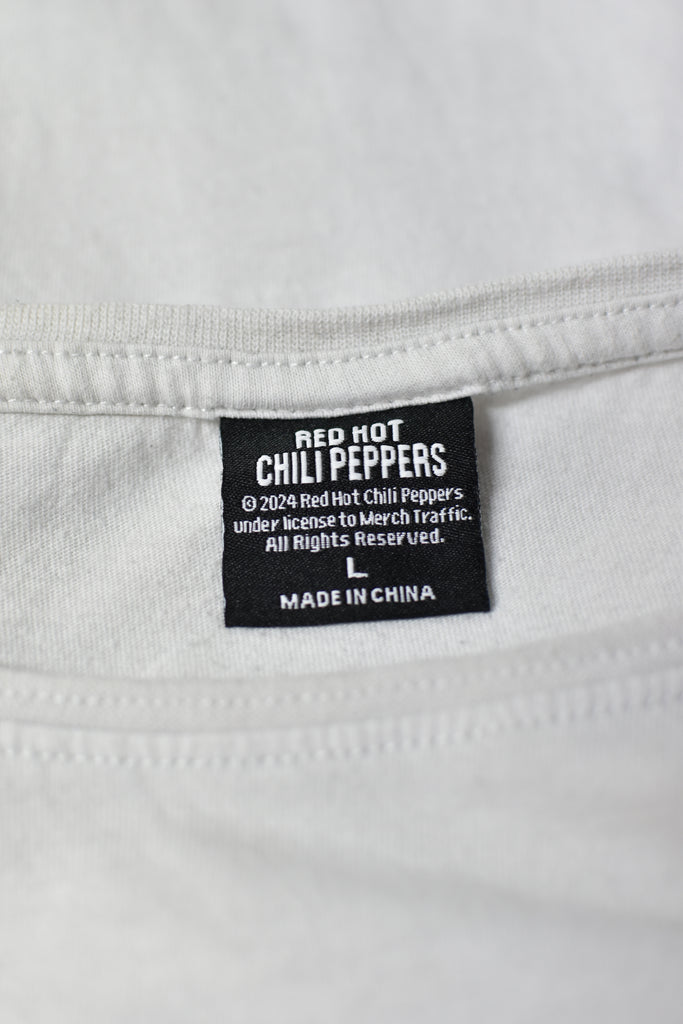 RED HOT
CHILI PEPPERS
© 2024 Red Hot Chili Peppers
under license to Merch Traffic.
All Rights Reserved.
L
MADE IN CHINA